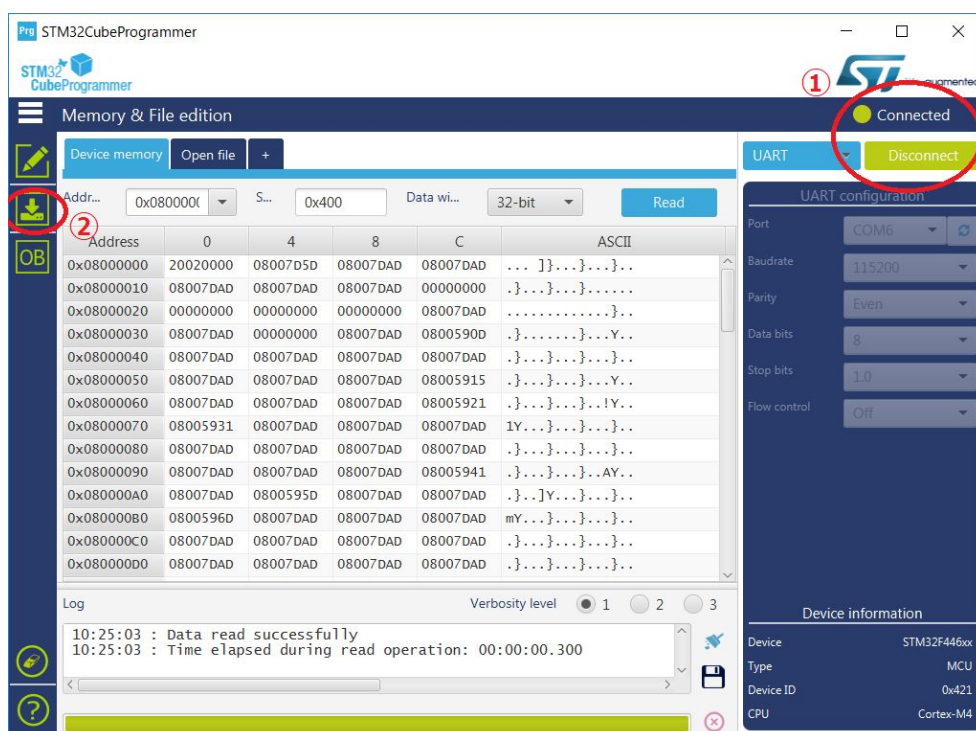 Prg STM32CubeProgrammer
STM32
CubeProgrammer
① ST augmented
Memory & File edition
Connected
Device memory Open file +
UART Disconnect
Addr... 0x0800000 S... 0x400 Data wi... 32-bit Read
UART configuration
②
Address 0 4 8 C ASCII
0x08000000 20020000 08007D5D 08007DAD 08007DAD ... ]}...}...}..
0x08000010 08007DAD 08007DAD 08007DAD 00000000 .}...}...}......
0x08000020 00000000 00000000 00000000 08007DAD .............}..
0x08000030 08007DAD 00000000 08007DAD 0800590D .}.......}...Y..
0x08000040 08007DAD 08007DAD 08007DAD 08007DAD .}...}...}...}..
0x08000050 08007DAD 08007DAD 08007DAD 08005915 .}...}...}...Y..
0x08000060 08007DAD 08007DAD 08007DAD 08005921 .}...}...}..!Y..
0x08000070 08005931 08007DAD 08007DAD 08007DAD 1Y...}...}...}..
0x08000080 08007DAD 08007DAD 08007DAD 08007DAD .}...}...}...}..
0x08000090 08007DAD 08007DAD 08007DAD 08005941 .}...}...}..AY..
0x080000A0 08007DAD 0800595D 08007DAD 08007DAD .}..]Y...}...}..
0x080000B0 0800596D 08007DAD 08007DAD 08007DAD mY...}...}...}..
0x080000C0 08007DAD 08007DAD 08007DAD 08007DAD .}...}...}...}..
0x080000D0 08007DAD 08007DAD 08007DAD 08007DAD .}...}...}...}..
Port COM6
Baudrate 115200
Parity Even
Data bits 8
Stop bits 1.0
Flow control Off
OB
Log Verbosity level 1 2 3
10:25:03 : Data read successfully
10:25:03 : Time elapsed during read operation: 00:00:00.300
Device information
Device STM32F446xx
Type MCU
Device ID 0x421
CPU Cortex-M4
?